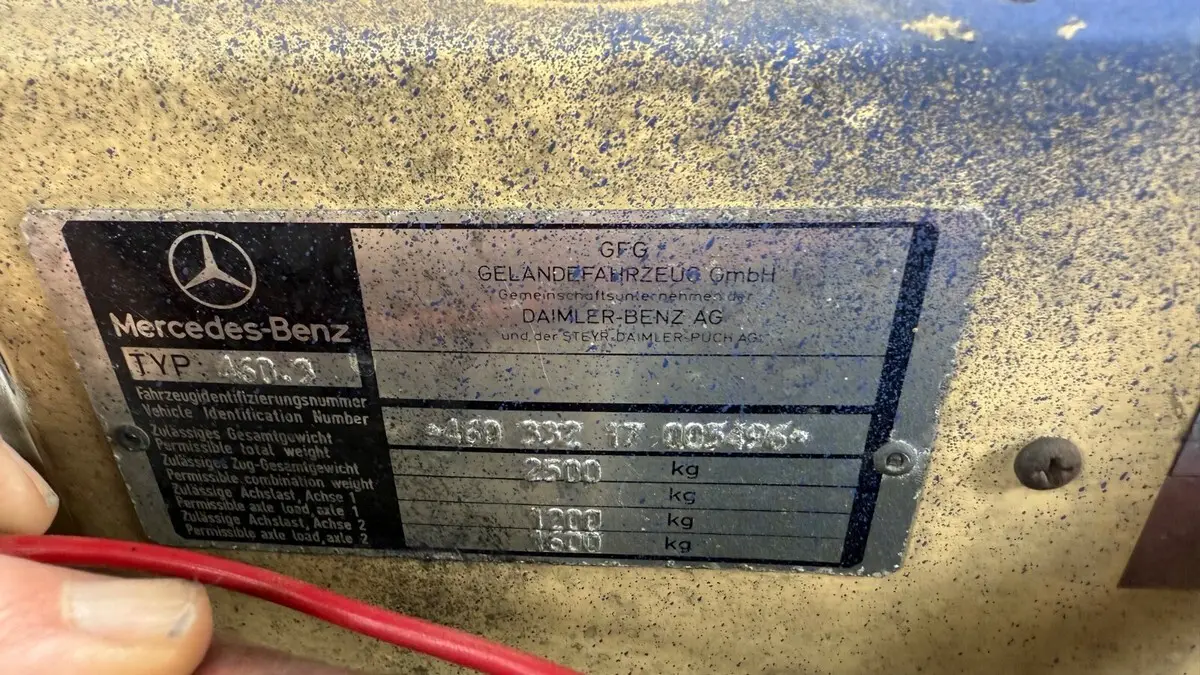 GFG
GELÄNDEFAHRZEUG GmbH
Gemeinschaftsunternehmen der
DAIMLER-BENZ AG
und der STEYR-DAIMLER-PUCH AG
Mercedes-Benz
TYP 460.3
Fahrzeugidentifizierungsnummer
Vehicle Identification Number
*460 332 17 005496*
Zulässiges Gesamtgewicht
Permissible total weight
2500 kg
Zulässiges Zug-Gesamtgewicht
Permissible combination weight
kg
Zulässige Achslast, Achse 1
Permissible axle load, axle 1
1200 kg
Zulässige Achslast, Achse 2
Permissible axle load, axle 2
1600 kg